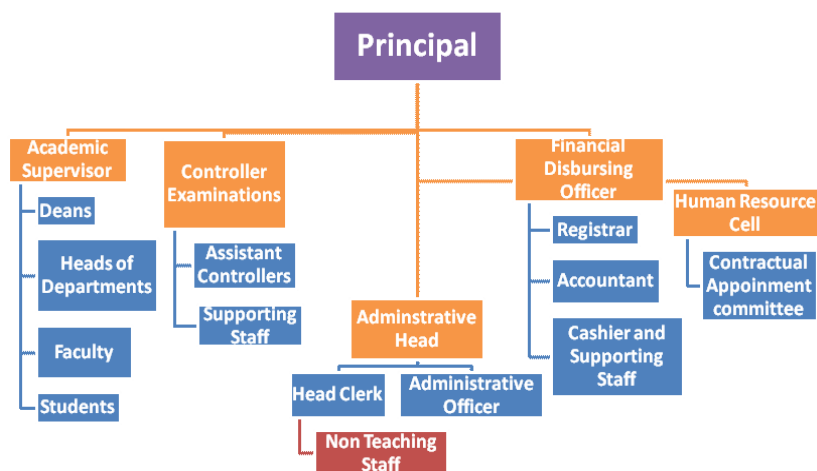 Principal
Academic
Supervisor
Deans
Heads of
Departments
Faculty
Students
Controller
Examinations
Assistant
Controllers
Supporting
Staff
Adminstrative
Head
Head Clerk
Non Teaching
Staff
Administrative
Officer
Financial
Disbursing
Officer
Registrar
Accountant
Cashier and
Supporting
Staff
Human Resource
Cell
Contractual
Appoinment
committee